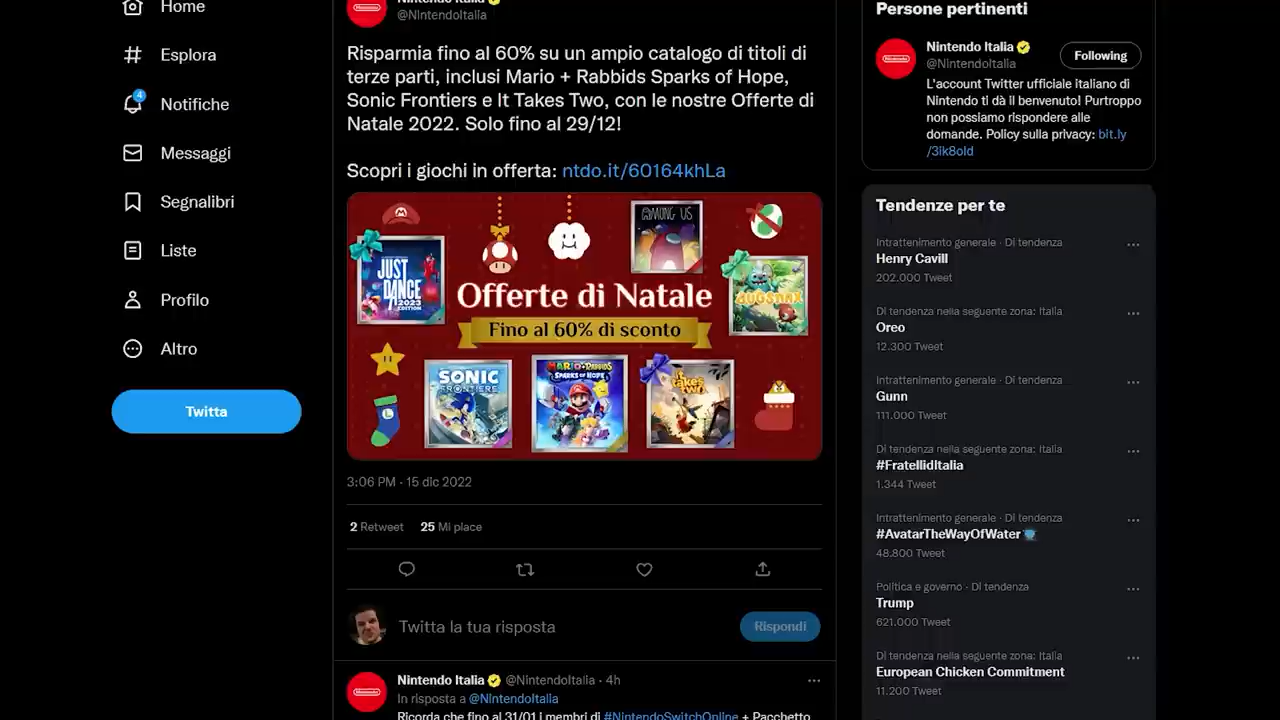 Home
Esplora
4
Notifiche
Messaggi
Segnalibri
Liste
Profilo
Altro
Twitta
Nintendo Italia
@NintendoItalia
Risparmia fino al 60% su un ampio catalogo di titoli di
terze parti, inclusi Mario + Rabbids Sparks of Hope,
Sonic Frontiers e It Takes Two, con le nostre Offerte di
Natale 2022. Solo fino al 29/12!
Scopri i giochi in offerta: ntdo.it/60164khLa
AMONG US
JUST
DANCE
2023
EDITION
Offerte di Natale
BUGSNAX
Fino al 60% di sconto
SONIC
FRONTIERS
MARIO+RABBIDS
SPARKS OF HOPE
it
takes
two
L
3:06 PM · 15 dic 2022
2 Retweet 25 Mi piace
Twitta la tua risposta
Rispondi
Nintendo Italia @NintendoItalia · 4h
In risposta a @NintendoItalia
Ricorda che fino al 31/01 i membri di #NintendoSwitchOnline + Pacchetto
Persone pertinenti
Nintendo Italia
@NintendoItalia
Following
L'account Twitter ufficiale italiano di
Nintendo ti dà il benvenuto! Purtroppo
non possiamo rispondere alle
domande. Policy sulla privacy: bit.ly
/3ik8old
Tendenze per te
Intrattenimento generale · Di tendenza
Henry Cavill
202.000 Tweet
Di tendenza nella seguente zona: Italia
Oreo
12.300 Tweet
Intrattenimento generale · Di tendenza
Gunn
111.000 Tweet
Di tendenza nella seguente zona: Italia
#FratellidItalia
1.344 Tweet
Intrattenimento generale · Di tendenza
#AvatarTheWayOfWater
48.800 Tweet
Politica e governo · Di tendenza
Trump
621.000 Tweet
Di tendenza nella seguente zona: Italia
European Chicken Commitment
11.200 Tweet